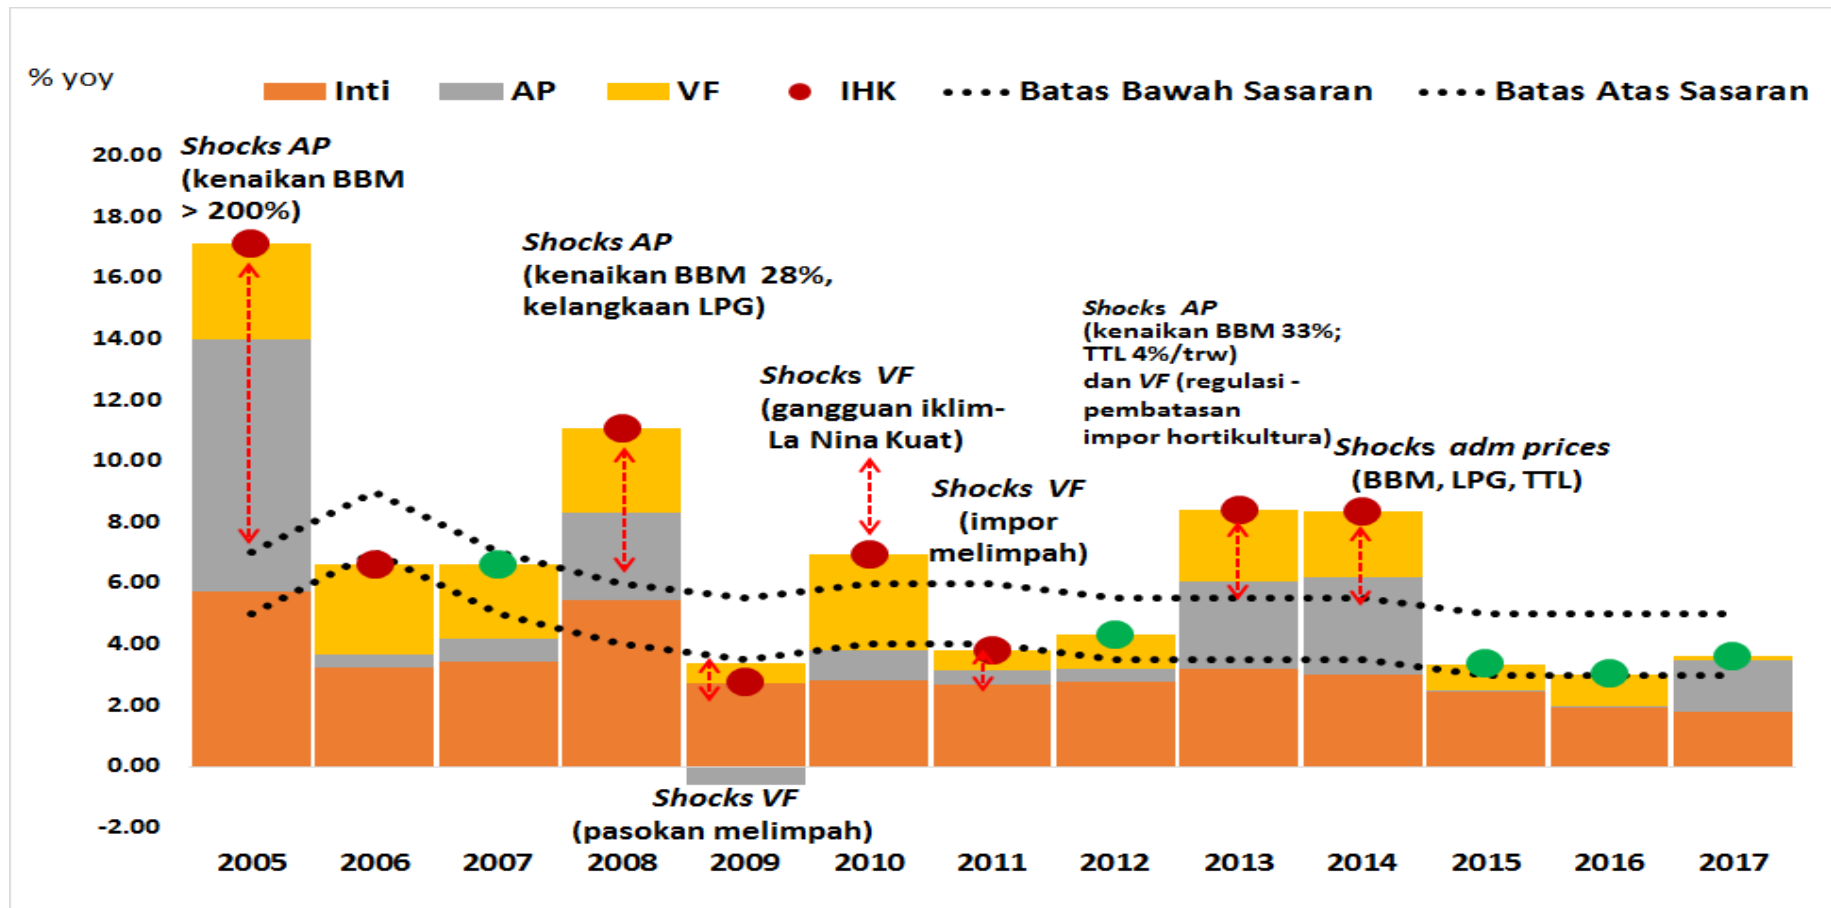 % yoy
Inti AP VF IHK Batas Bawah Sasaran Batas Atas Sasaran
20.00
18.00
16.00
14.00
12.00
10.00
8.00
6.00
4.00
2.00
0.00
-2.00
Shocks AP
(kenaikan BBM
> 200%)
Shocks AP
(kenaikan BBM 28%,
kelangkaan LPG)
Shocks VF
(gangguan iklim-
La Nina Kuat)
Shocks VF
(impor
melimpah)
Shocks AP
(kenaikan BBM 33%;
TTL 4%/trw)
dan VF (regulasi -
pembatasan
impor hortikultura)
Shocks adm prices
(BBM, LPG, TTL)
Shocks VF
(pasokan melimpah)
2005 2006 2007 2008 2009 2010 2011 2012 2013 2014 2015 2016 2017